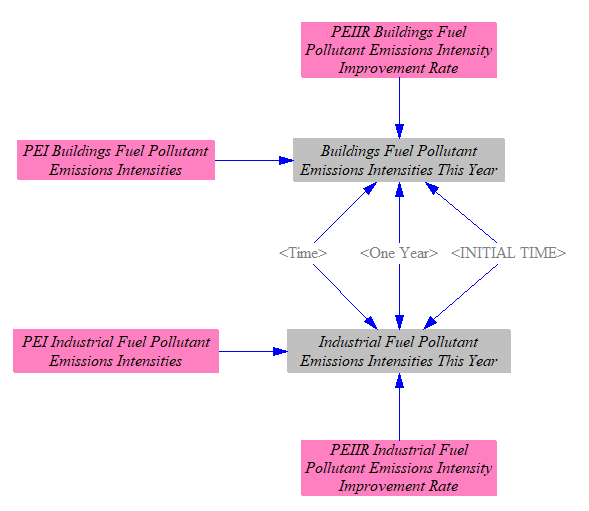 PEIIR Buildings Fuel
Pollutant Emissions Intensity
Improvement Rate
PEI Buildings Fuel Pollutant
Emissions Intensities
Buildings Fuel Pollutant
Emissions Intensities This Year
<Time>
<One Year>
<INITIAL TIME>
PEI Industrial Fuel Pollutant
Emissions Intensities
Industrial Fuel Pollutant
Emissions Intensities This Year
PEIIR Industrial Fuel
Pollutant Emissions Intensity
Improvement Rate